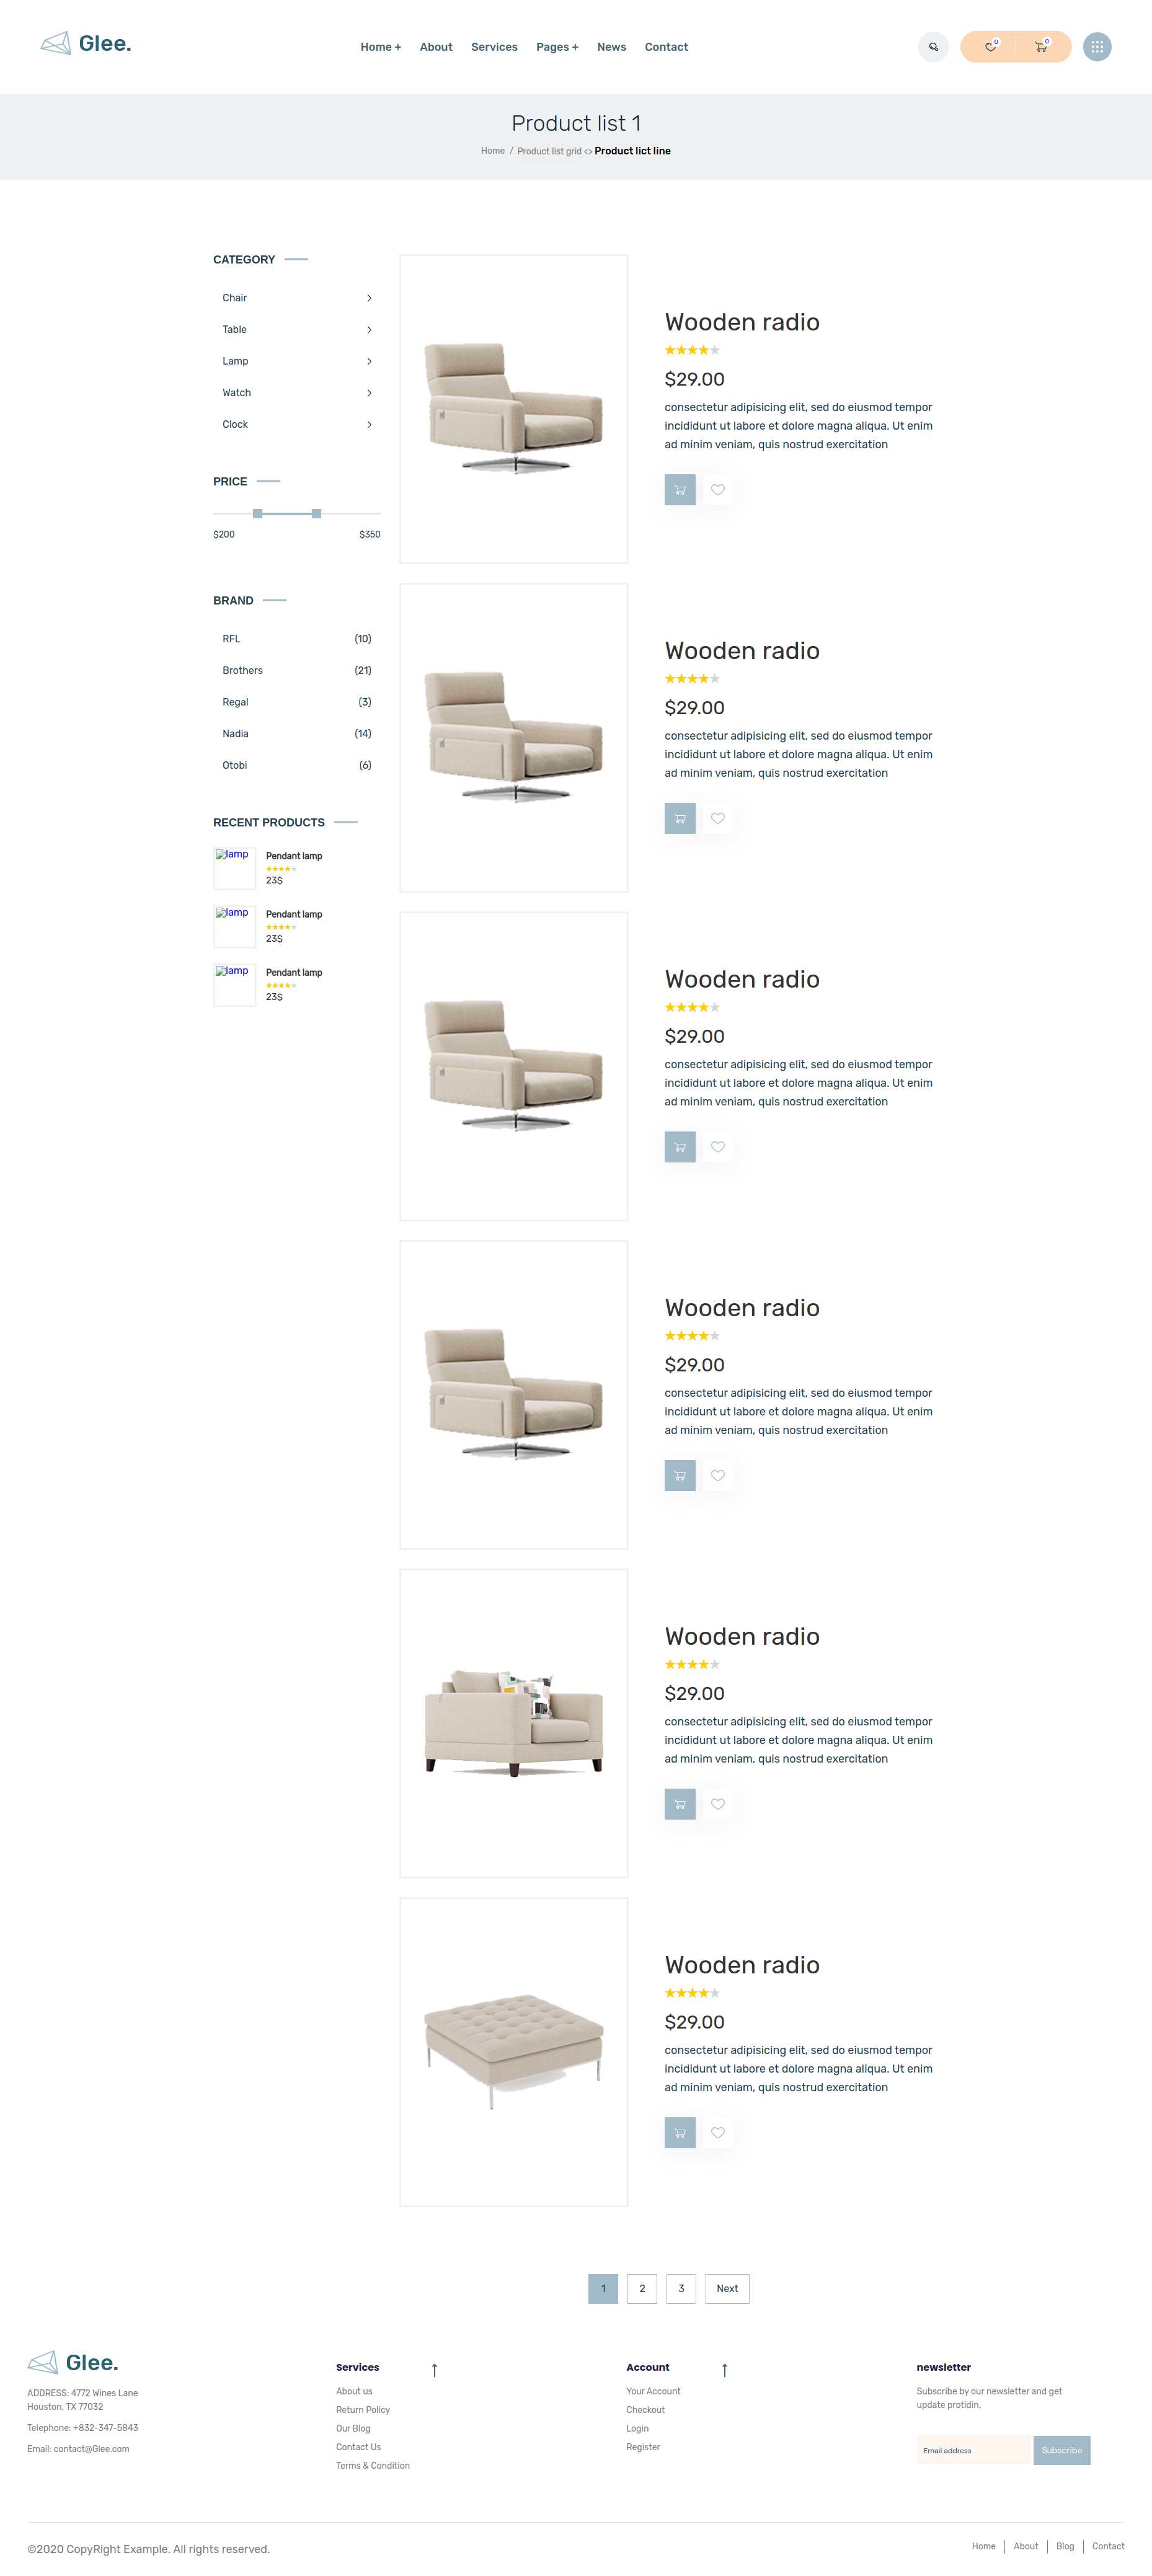 Glee.
Home + About Services Pages + News Contact
0
0
Product list 1
Home / Product list grid <> Product lict line
CATEGORY
Chair
Table
Lamp
Watch
Clock
PRICE
$200 $350
BRAND
RFL (10)
Brothers (21)
Regal (3)
Nadia (14)
Otobi (6)
RECENT PRODUCTS
lamp
Pendant lamp
23$
lamp
Pendant lamp
23$
lamp
Pendant lamp
23$
Wooden radio
$29.00
consectetur adipisicing elit, sed do eiusmod tempor
incididunt ut labore et dolore magna aliqua. Ut enim
ad minim veniam, quis nostrud exercitation
Wooden radio
$29.00
consectetur adipisicing elit, sed do eiusmod tempor
incididunt ut labore et dolore magna aliqua. Ut enim
ad minim veniam, quis nostrud exercitation
Wooden radio
$29.00
consectetur adipisicing elit, sed do eiusmod tempor
incididunt ut labore et dolore magna aliqua. Ut enim
ad minim veniam, quis nostrud exercitation
Wooden radio
$29.00
consectetur adipisicing elit, sed do eiusmod tempor
incididunt ut labore et dolore magna aliqua. Ut enim
ad minim veniam, quis nostrud exercitation
Wooden radio
$29.00
consectetur adipisicing elit, sed do eiusmod tempor
incididunt ut labore et dolore magna aliqua. Ut enim
ad minim veniam, quis nostrud exercitation
Wooden radio
$29.00
consectetur adipisicing elit, sed do eiusmod tempor
incididunt ut labore et dolore magna aliqua. Ut enim
ad minim veniam, quis nostrud exercitation
1 2 3 Next
Glee.
ADDRESS: 4772 Wines Lane
Houston, TX 77032
Telephone: +832-347-5843
Email: contact@Glee.com
Services
About us
Return Policy
Our Blog
Contact Us
Terms & Condition
Account
Your Account
Checkout
Login
Register
newsletter
Subscribe by our newsletter and get
update protidin.
Email address Subscribe
©2020 CopyRight Example. All rights reserved.
Home About Blog Contact